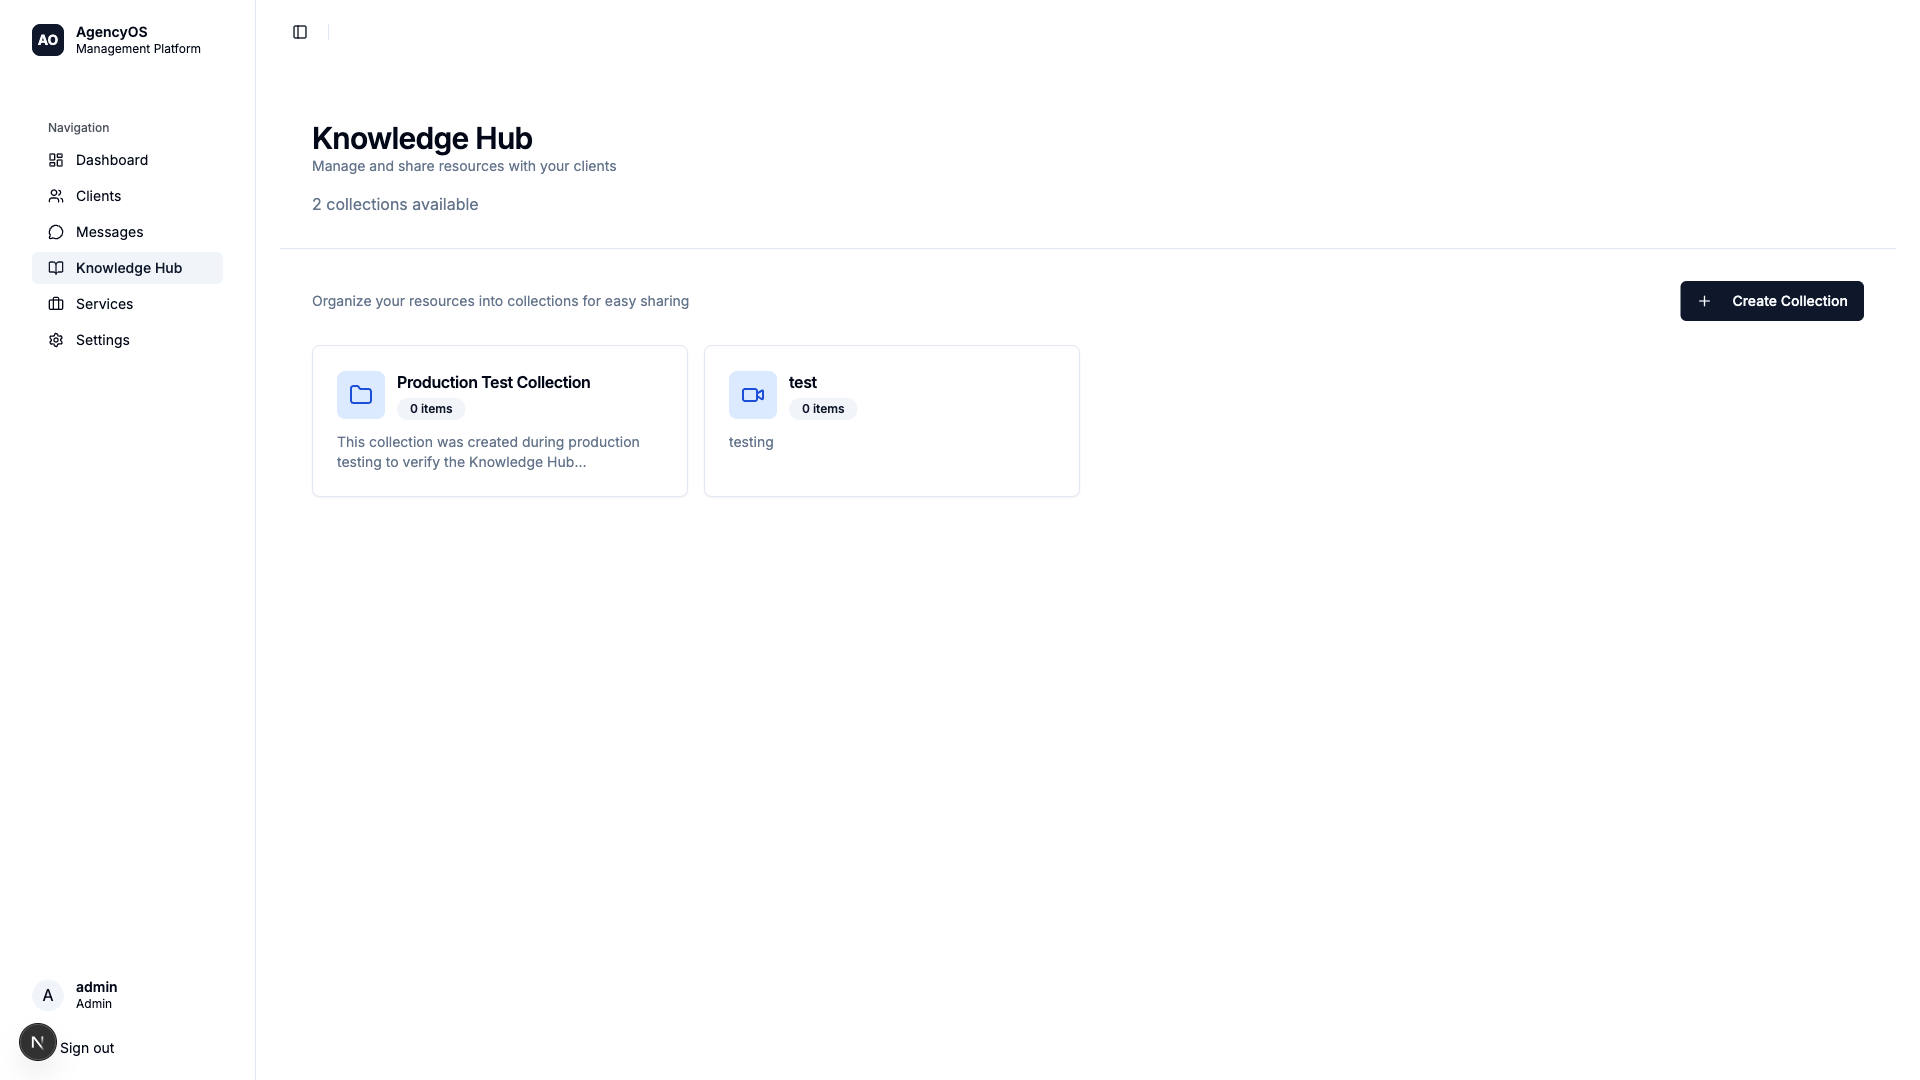 AO
AgencyOS
Management Platform
Navigation
Dashboard
Clients
Messages
Knowledge Hub
Services
Settings
admin
Admin
A
N
Sign out
Knowledge Hub
Manage and share resources with your clients
2 collections available
Organize your resources into collections for easy sharing
Create Collection
Production Test Collection
0 items
This collection was created during production
testing to verify the Knowledge Hub...
test
0 items
testing